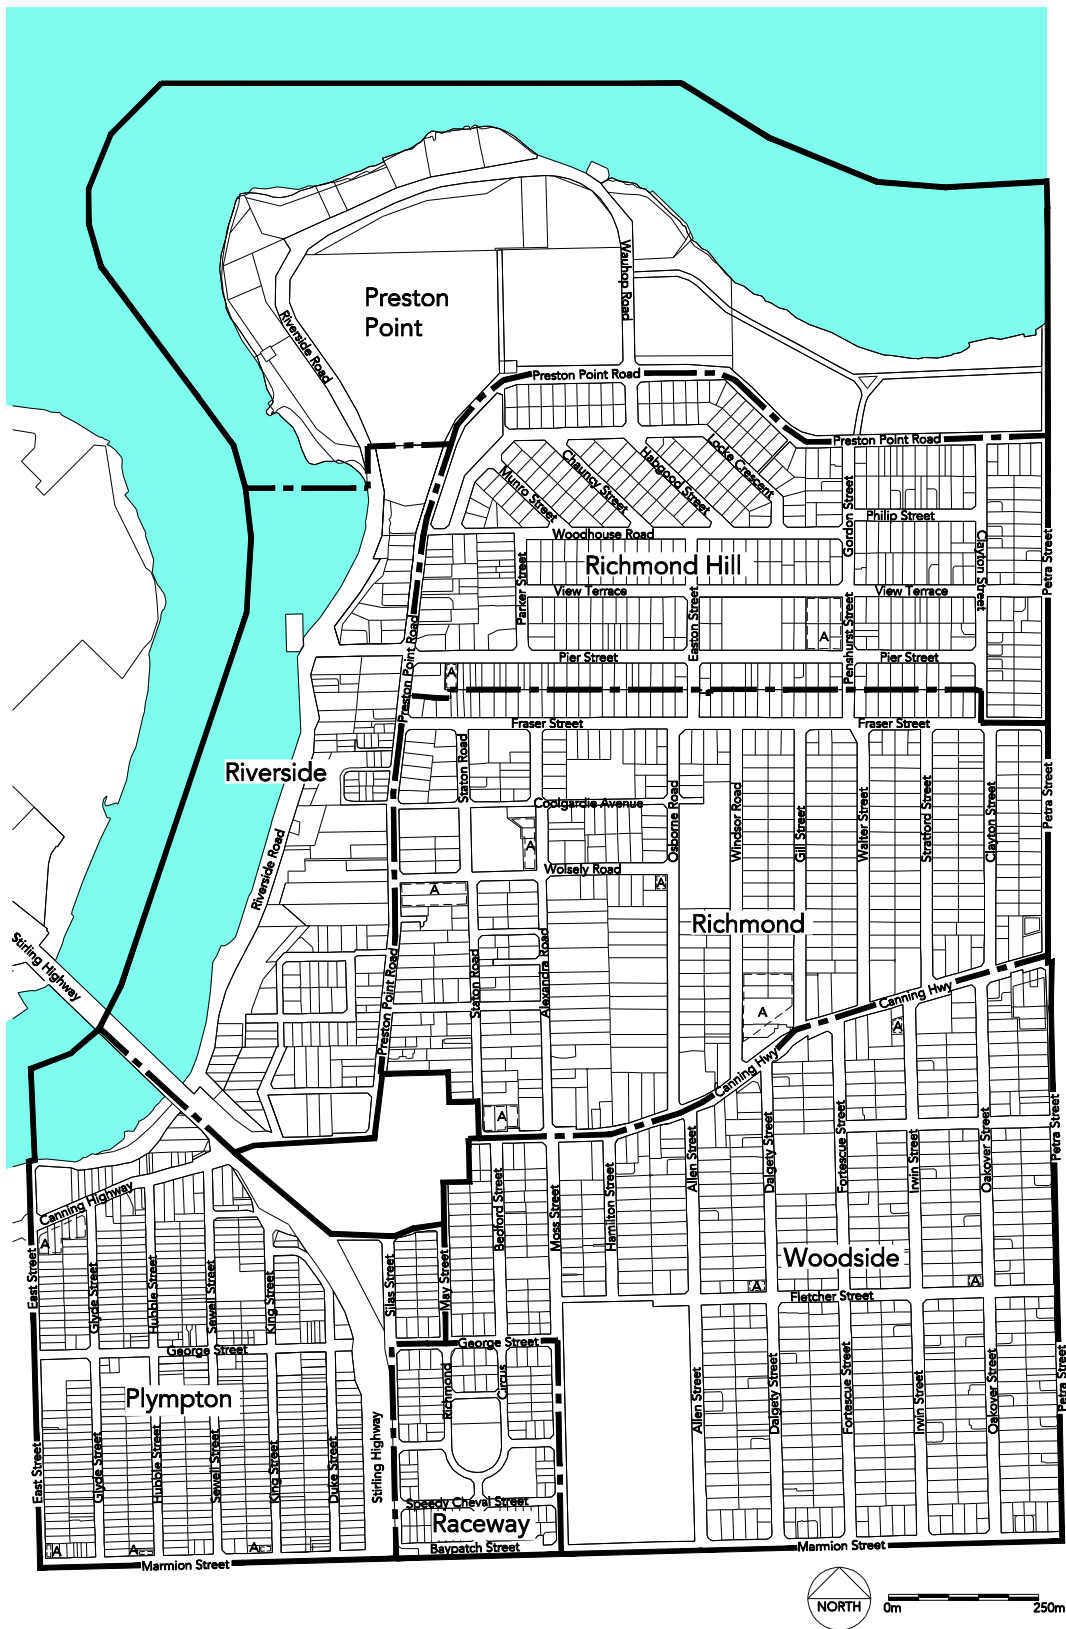 Wauhop Road
Preston
Point
Riverside Road
Preston Point Road
Preston Point Road
Locke Crescent
Habgood Street
Chauncy Street
Munro Street
Gordon Street
Philip Street
Woodhouse Road
Clayton Street
Petra Street
Richmond Hill
Parker Street
View Terrace
View Terrace
Easton Street
Penshurst Street
A
Preston Point Road
Pier Street
Pier Street
A
Fraser Street
Fraser Street
Riverside
Staton Road
Coolgardie Avenue
Osborne Road
Windsor Road
Gill Street
Walter Street
Stratford Street
Clayton Street
Petra Street
A
Wolsely Road
Riverside Road
A
A
Richmond
Stirling Highway
Preston Point Road
Staton Road
Alexandra Road
Canning Hwy
A
A
Canning Hwy
A
Allen Street
Dalgety Street
Fortescue Street
Irwin Street
Oakover Street
Petra Street
Canning Highway
Bedford Street
Moss Street
Hamilton Street
A
East Street
Glyde Street
Hubble Street
Sewell Street
King Street
Silas Street
May Street
Woodside
A
A
Fletcher Street
George Street
George Street
Plympton
Richmond
Circus
Allen Street
Dalgety Street
Fortescue Street
Irwin Street
Oakover Street
Petra Street
East Street
Glyde Street
Hubble Street
Sewell Street
King Street
Duke Street
Stirling Highway
Speedy Cheval Street
Raceway
Baypatch Street
A
A
A
Marmion Street
Marmion Street
NORTH
0m
250m